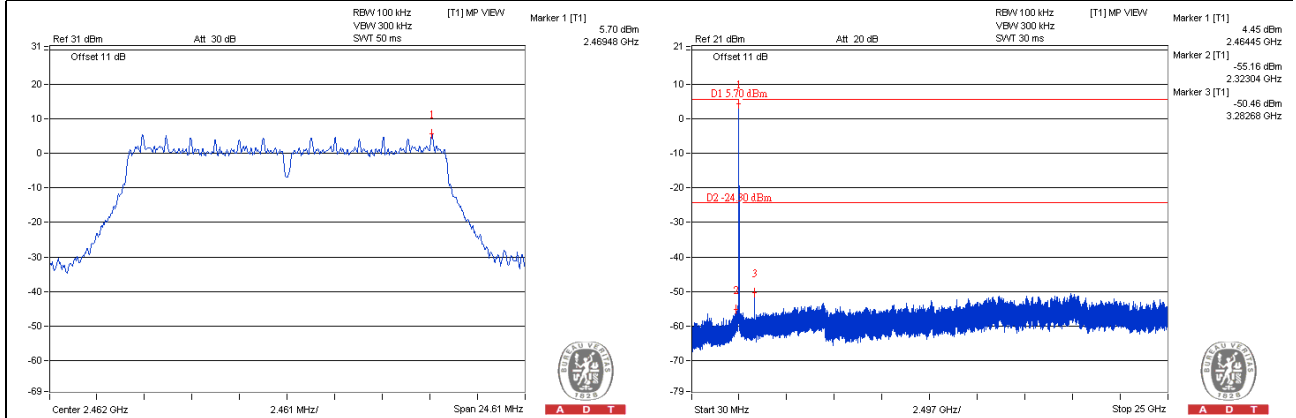 RBW 100 kHz [T1] MP VIEW
VBW 300 kHz
Ref 31 dBm Att 30 dB SWT 50 ms
Marker 1 [T1]
5.70 dBm
2.46948 GHz
Offset 11 dB
31
20
10
0
-10
-20
-30
-40
-50
-60
-69
1
Center 2.462 GHz 2.461 MHz/ Span 24.61 MHz
BUREAU VERITAS
1828
A D T
RBW 100 kHz [T1] MP VIEW
VBW 300 kHz
Ref 21 dBm Att 20 dB SWT 30 ms
Marker 1 [T1]
4.45 dBm
2.46445 GHz
Marker 2 [T1]
-55.16 dBm
2.32304 GHz
Marker 3 [T1]
-50.46 dBm
3.28268 GHz
Offset 11 dB
21
10
0
-10
-20
-30
-40
-50
-60
-70
-79
1
D1 5.70 dBm
D2 -24.30 dBm
2
3
Start 30 MHz 2.497 GHz/ Stop 25 GHz
BUREAU VERITAS
1828
A D T